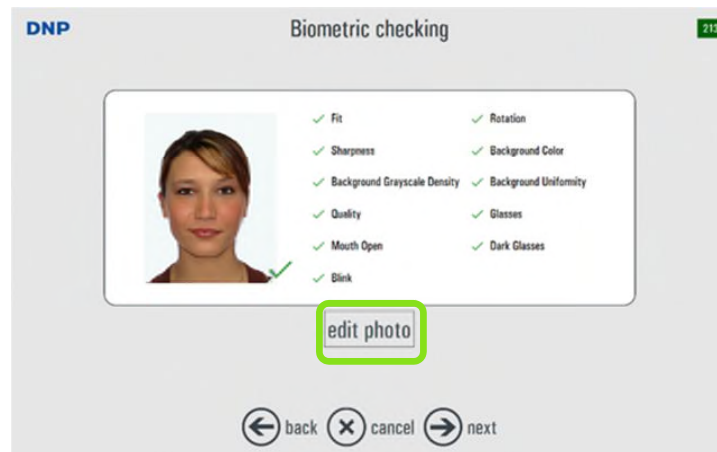 DNP
Biometric checking
213
Fit
Rotation
Sharpness
Background Color
Background Grayscale Density
Background Uniformity
Quality
Glasses
Mouth Open
Dark Glasses
Blink
edit photo
back
cancel
next